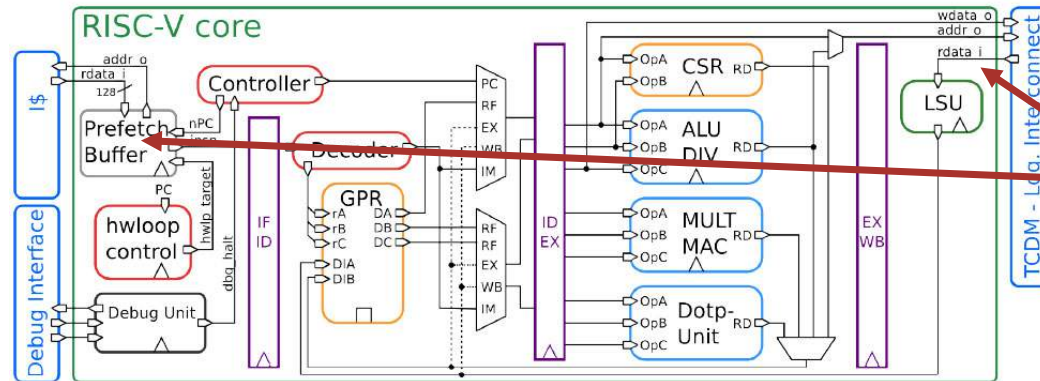 RISC-V core
I$
addr_o
rdata_i
128
Prefetch
Buffer
nPC
Controller
hwlp_target
PC
hwloop
control
dbg_halt
Debug Interface
Debug Unit
IF
ID
Decoder
GPR
rA
rB
rC
DIA
DIB
DA
DB
DC
PC
RF
EX
WB
IM
RF
RF
EX
WB
IM
ID
EX
OpA
OpB
CSR
RD
OpA
OpB
OpC
ALU
DIV
RD
OpA
OpB
OpC
MULT
MAC
RD
OpA
OpB
OpC
Dotp-
Unit
RD
EX
WB
wdata_o
addr_o
rdata_i
LSU
TCDM - Log. Interconnect